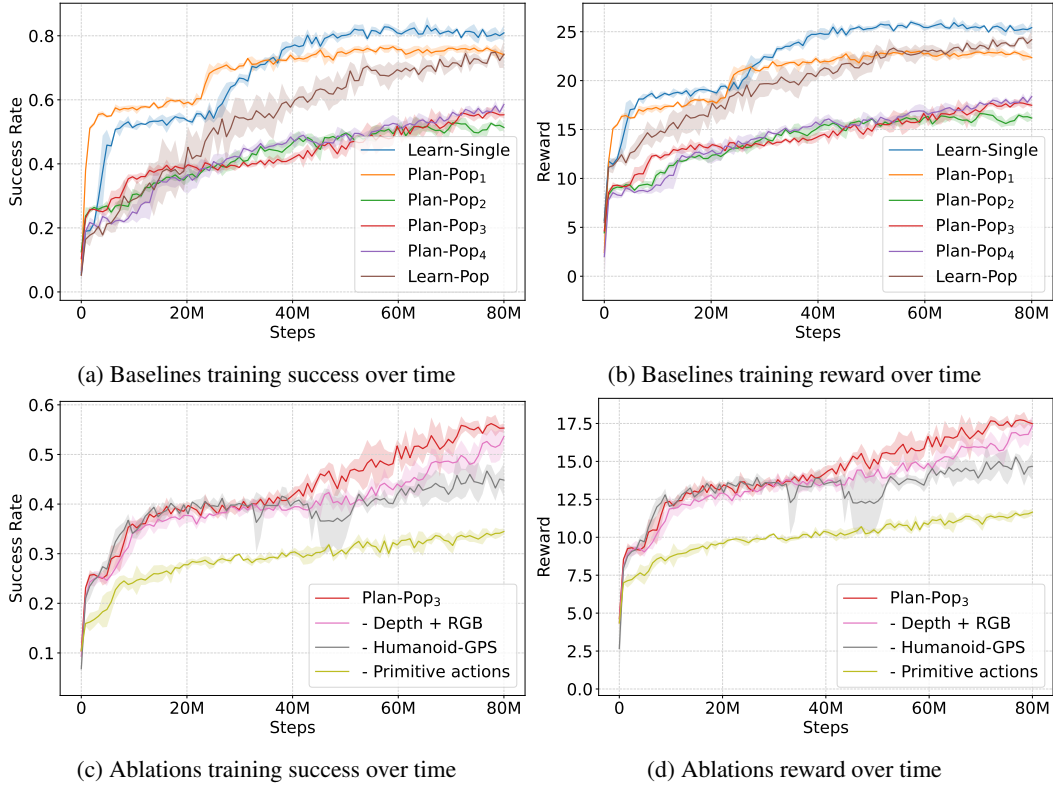 0.8
0.6
0.4
0.2
0.0
Success Rate
0 20M 40M 60M 80M
Steps
Learn-Single
Plan-Pop₁
Plan-Pop₂
Plan-Pop₃
Plan-Pop₄
Learn-Pop
(a) Baselines training success over time
25
20
15
10
5
0
Reward
0 20M 40M 60M 80M
Steps
Learn-Single
Plan-Pop₁
Plan-Pop₂
Plan-Pop₃
Plan-Pop₄
Learn-Pop
(b) Baselines training reward over time
0.6
0.5
0.4
0.3
0.2
0.1
Success Rate
0 20M 40M 60M 80M
Steps
Plan-Pop₃
- Depth + RGB
- Humanoid-GPS
- Primitive actions
(c) Ablations training success over time
17.5
15.0
12.5
10.0
7.5
5.0
2.5
0.0
Reward
0 20M 40M 60M 80M
Steps
Plan-Pop₃
- Depth + RGB
- Humanoid-GPS
- Primitive actions
(d) Ablations reward over time